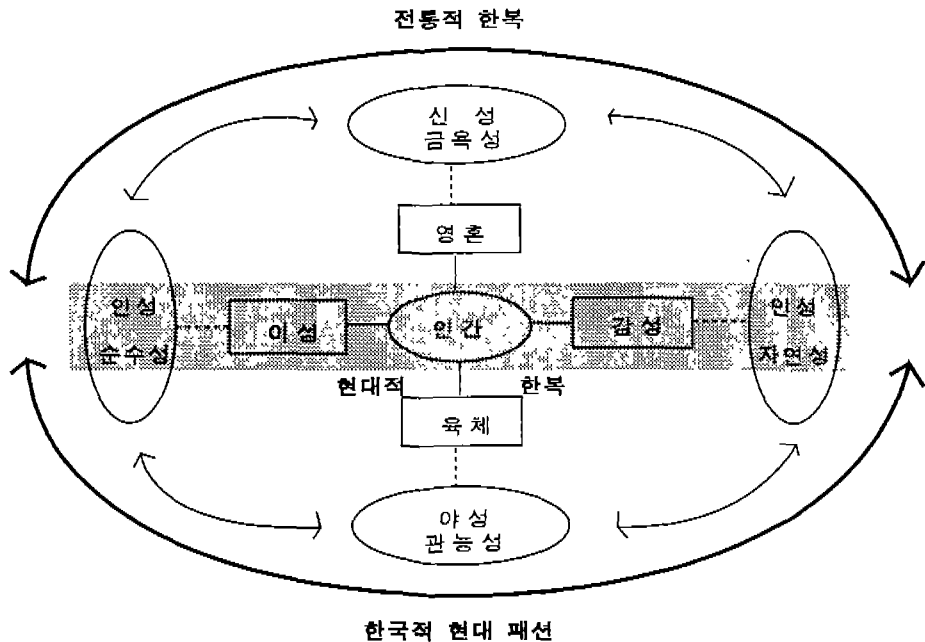 전통적 한복
신 성
금욕성
영혼
인성
순수성
이성
인간
감성
인성
자연성
현대적 한복
육체
야성
관능성
한국적 현대 패션